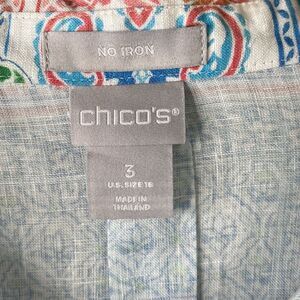 NO IRON
chico's®
3
U.S. SIZE 16
MADE IN
THAILAND